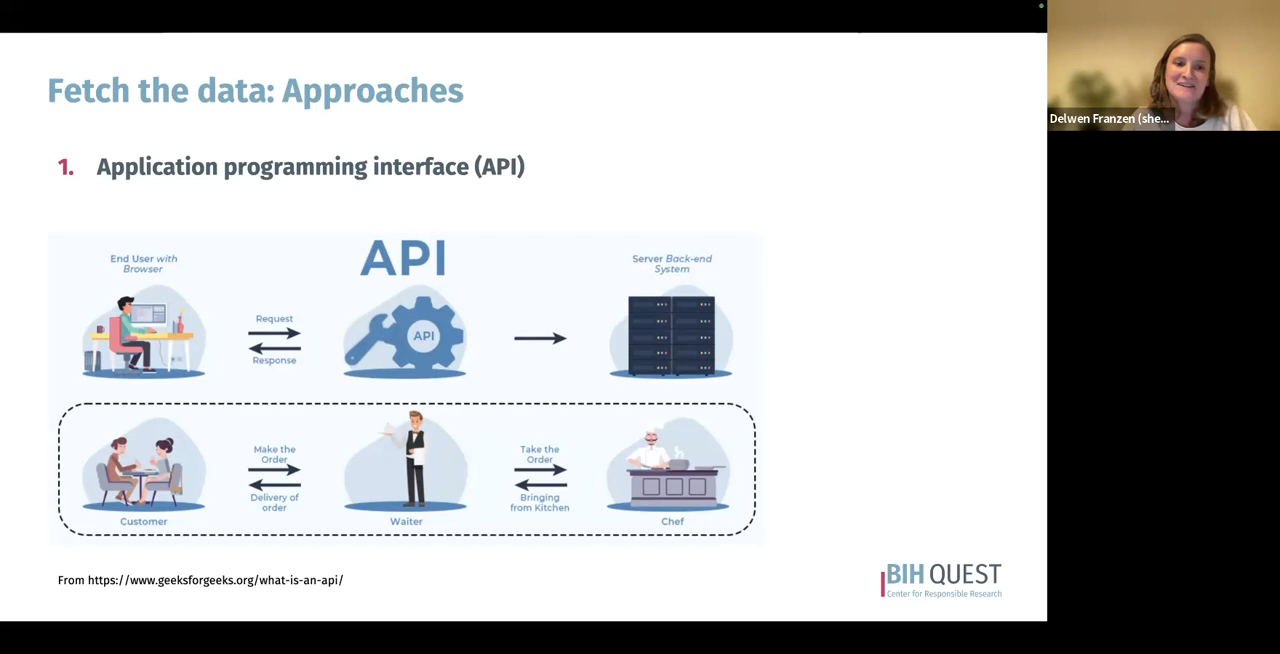 Fetch the data: Approaches
Delwen Franzen (she...
1. Application programming interface (API)
API
End User with
Browser
Server Back-end
System
Request
Response
API
Make the
Order
Delivery of
order
Take the
Order
Bringing
from Kitchen
Customer
Waiter
Chef
From https://www.geeksforgeeks.org/what-is-an-api/
BIH QUEST
Center for Responsible Research